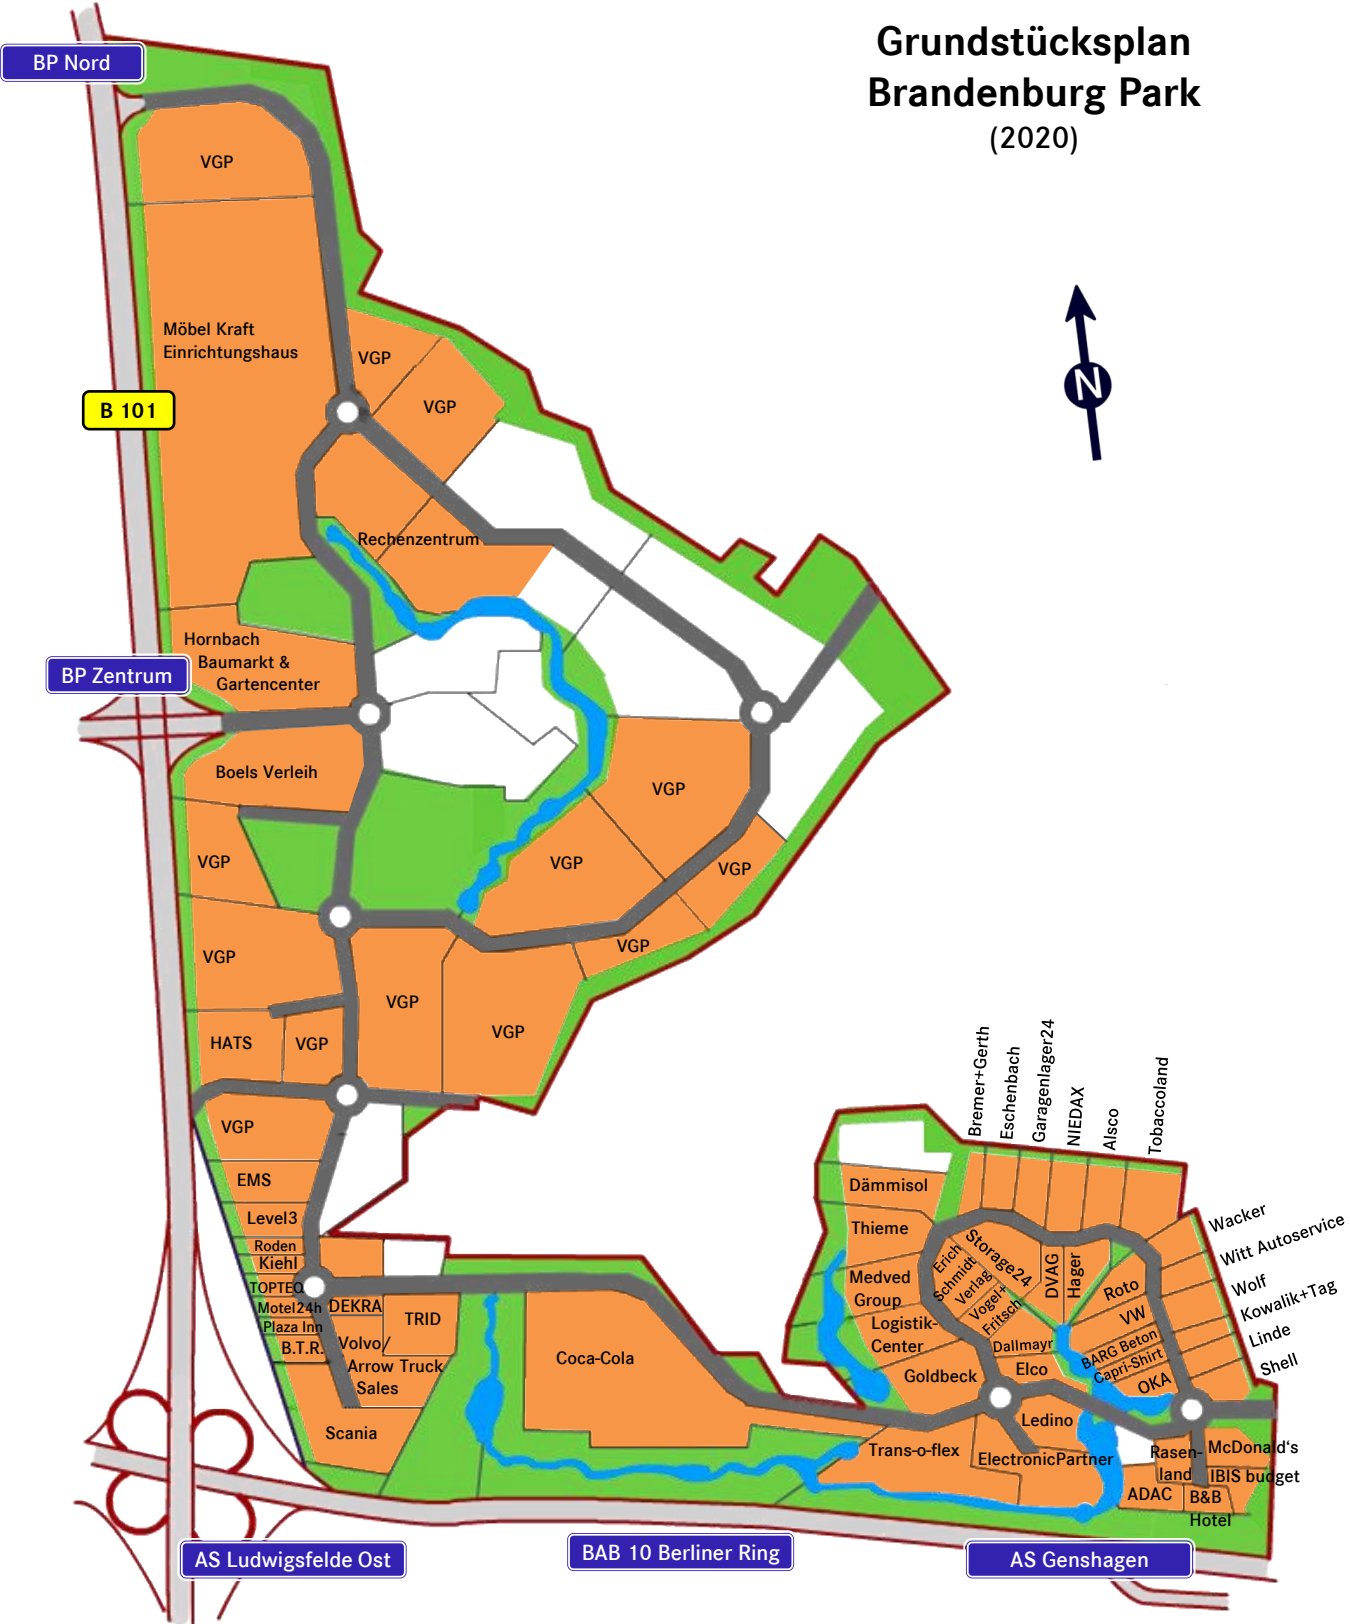 Grundstücksplan
Brandenburg Park
(2020)
BP Nord
VGP
Möbel Kraft
Einrichtungshaus
VGP
VGP
B 101
N
Rechenzentrum
Hornbach
Baumarkt &
Gartencenter
BP Zentrum
Boels Verleih
VGP
VGP
VGP
VGP
VGP
VGP
VGP
VGP
VGP
HATS
VGP
VGP
EMS
Level3
Roden
Kiehl
TOPTEQ
Motel24h
Plaza Inn
B.T.R.
DEKRA
TRID
Volvo/
Arrow Truck
Sales
Scania
Coca-Cola
Bremer+Gerth
Eschenbach
Garagenlager24
NIEDAX
Alsco
Tobaccoland
Dämmisol
Thieme
Medved
Group
Logistik-
Center
Goldbeck
Erich
Schmidt
Verlag
Storage24
Vogel+
Fritsch
DVAG
Hager
Dallmayr
Elco
Roto
VW
BARG Beton
Capri-Shirt
OKA
Wacker
Witt Autoservice
Wolf
Kowalik+Tag
Linde
Shell
Ledino
Trans-o-flex
ElectronicPartner
Rasen-
land
McDonald's
IBIS budget
ADAC
B&B
Hotel
AS Ludwigsfelde Ost
BAB 10 Berliner Ring
AS Genshagen